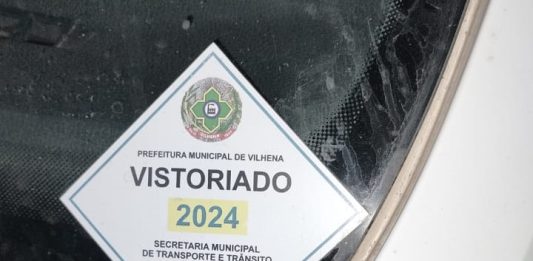 PREFEITURA MUNICIPAL DE VILHENA
VISTORIADO
2024
SECRETARIA MUNICIPAL
DE TRANSPORTE E TRÂNSITO